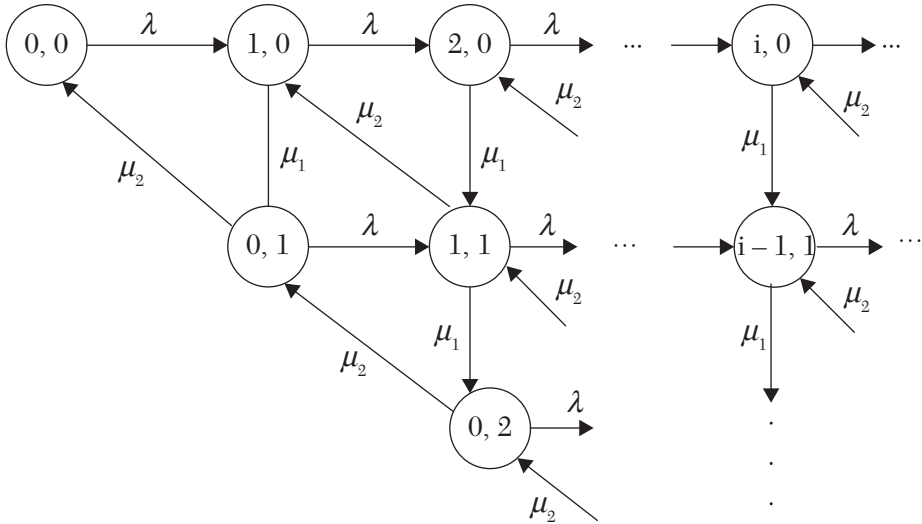 λ λ λ
0, 0 1, 0 2, 0 ... i, 0 ...
μ₂ μ₂
μ₂ μ₂ μ₁ μ₁ μ₁
λ λ λ
0, 1 1, 1 ... i – 1, 1 ...
μ₂ μ₂
μ₂ μ₁ μ₁
λ
0, 2
.
.
μ₂ .